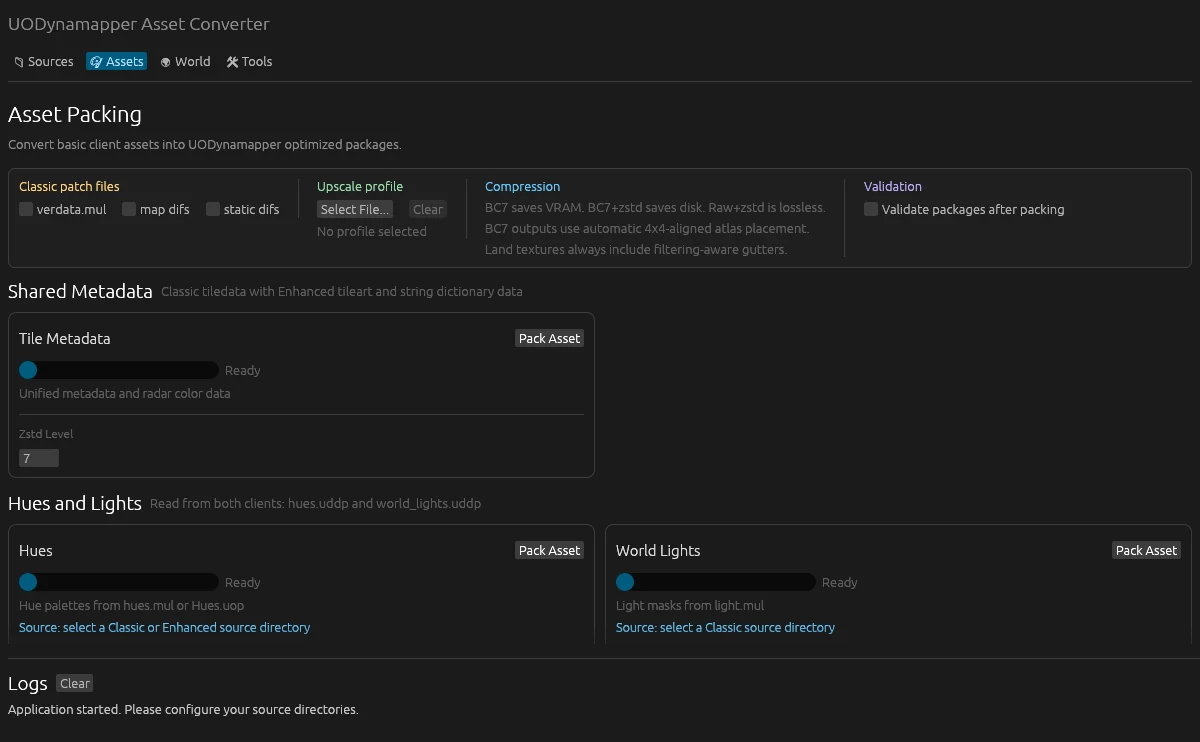 UODynamapper Asset Converter
Sources Assets World Tools
Asset Packing
Convert basic client assets into UODynamapper optimized packages.
Classic patch files
verdata.mul map difs static difs
Upscale profile
Select File... Clear
No profile selected
Compression
BC7 saves VRAM. BC7+zstd saves disk. Raw+zstd is lossless.
BC7 outputs use automatic 4x4-aligned atlas placement.
Land textures always include filtering-aware gutters.
Validation
Validate packages after packing
Shared Metadata Classic tiledata with Enhanced tileart and string dictionary data
Tile Metadata Pack Asset
Ready
Unified metadata and radar color data
Zstd Level
7
Hues and Lights Read from both clients: hues.uddp and world_lights.uddp
Hues Pack Asset
Ready
Hue palettes from hues.mul or Hues.uop
Source: select a Classic or Enhanced source directory
World Lights Pack Asset
Ready
Light masks from light.mul
Source: select a Classic source directory
Logs Clear
Application started. Please configure your source directories.